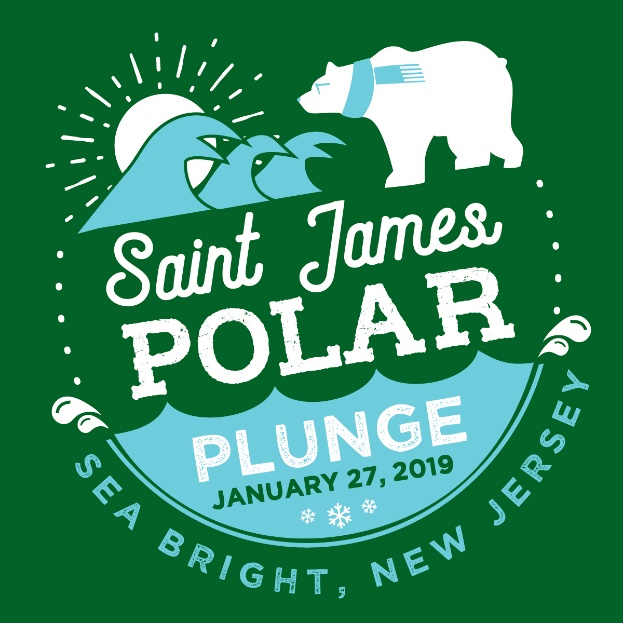 Saint James
POLAR
PLUNGE
JANUARY 27, 2019
SEA BRIGHT, NEW JERSEY